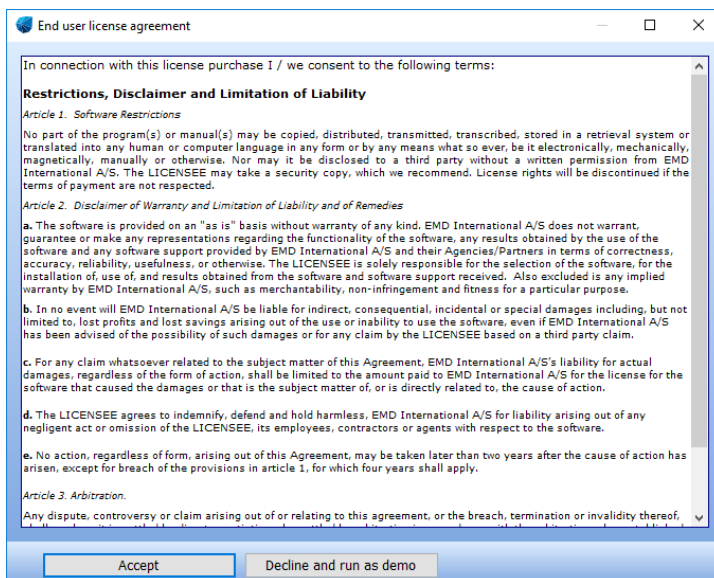 End user license agreement
In connection with this license purchase I / we consent to the following terms:
Restrictions, Disclaimer and Limitation of Liability
Article 1. Software Restrictions
No part of the program(s) or manual(s) may be copied, distributed, transmitted, transcribed, stored in a retrieval system or
translated into any human or computer language in any form or by any means what so ever, be it electronically, mechanically,
magnetically, manually or otherwise. Nor may it be disclosed to a third party without a written permission from EMD
International A/S. The LICENSEE may take a security copy, which we recommend. License rights will be discontinued if the
terms of payment are not respected.
Article 2. Disclaimer of Warranty and Limitation of Liability and of Remedies
a. The software is provided on an "as is" basis without warranty of any kind. EMD International A/S does not warrant,
guarantee or make any representations regarding the functionality of the software, any results obtained by the use of the
software and any software support provided by EMD International A/S and their Agencies/Partners in terms of correctness,
accuracy, reliability, usefulness, or otherwise. The LICENSEE is solely responsible for the selection of the software, for the
installation of, use of, and results obtained from the software and software support received. Also excluded is any implied
warranty by EMD International A/S, such as merchantability, non-infringement and fitness for a particular purpose.
b. In no event will EMD International A/S be liable for indirect, consequential, incidental or special damages including, but not
limited to, lost profits and lost savings arising out of the use or inability to use the software, even if EMD International A/S
has been advised of the possibility of such damages or for any claim by the LICENSEE based on a third party claim.
c. For any claim whatsoever related to the subject matter of this Agreement, EMD International A/S's liability for actual
damages, regardless of the form of action, shall be limited to the amount paid to EMD International A/S for the license for the
software that caused the damages or that is the subject matter of, or is directly related to, the cause of action.
d. The LICENSEE agrees to indemnify, defend and hold harmless, EMD International A/S for liability arising out of any
negligent act or omission of the LICENSEE, its employees, contractors or agents with respect to the software.
e. No action, regardless of form, arising out of this Agreement, may be taken later than two years after the cause of action has
arisen, except for breach of the provisions in article 1, for which four years shall apply.
Article 3. Arbitration.
Any dispute, controversy or claim arising out of or relating to this agreement, or the breach, termination or invalidity thereof,
Accept
Decline and run as demo